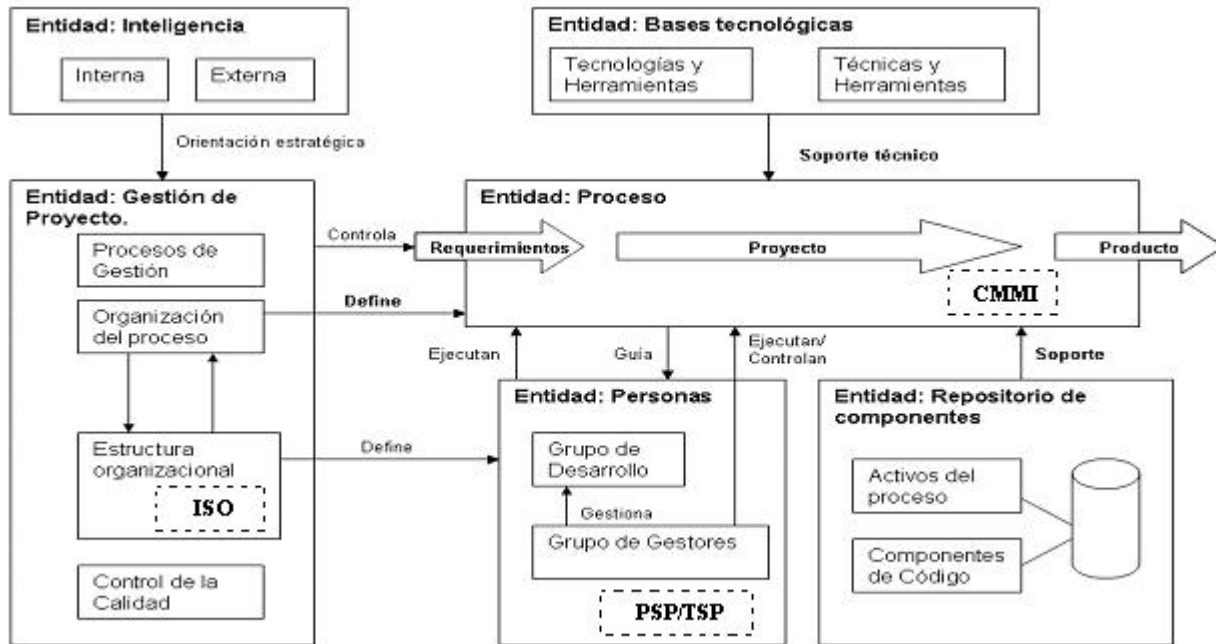 Entidad: Inteligencia
Interna
Externa
Entidad: Bases tecnológicas
Tecnologías y
Herramientas
Técnicas y
Herramientas
Orientación estratégica
Soporte técnico
Entidad: Gestión de
Proyecto.
Procesos de
Gestión
Organización
del proceso
Estructura
organizacional
ISO
Control de la
Calidad
Controla
Define
Define
Entidad: Proceso
Requerimientos
Proyecto
Producto
CMMI
Ejecutan
Guía
Ejecutan/
Controlan
Soporte
Entidad: Personas
Grupo de
Desarrollo
Gestiona
Grupo de Gestores
PSP/TSP
Entidad: Repositorio de
componentes
Activos del
proceso
Componentes
de Código